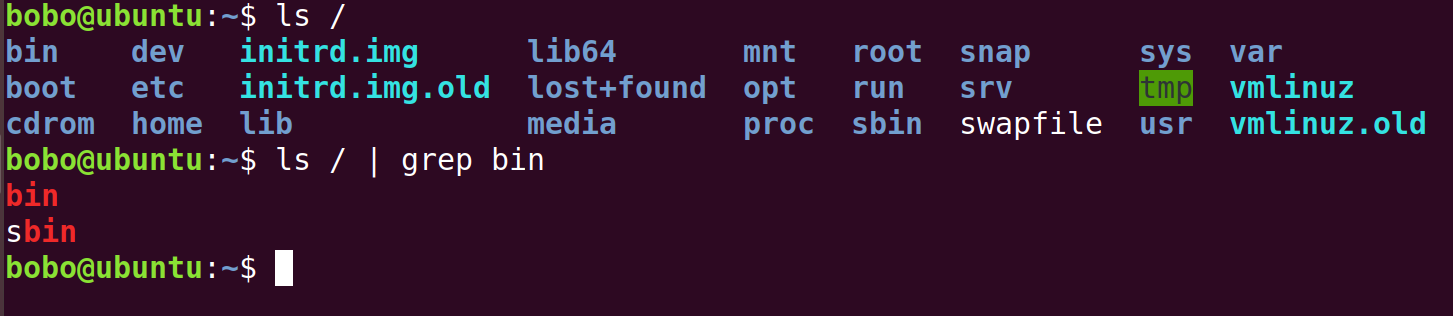 bobo@ubuntu:~$ ls /
bin    dev   initrd.img      lib64       mnt   root  snap      sys  var
boot   etc   initrd.img.old  lost+found  opt   run   srv       tmp  vmlinuz
cdrom  home  lib             media       proc  sbin  swapfile  usr  vmlinuz.old
bobo@ubuntu:~$ ls / | grep bin
bin
sbin
bobo@ubuntu:~$